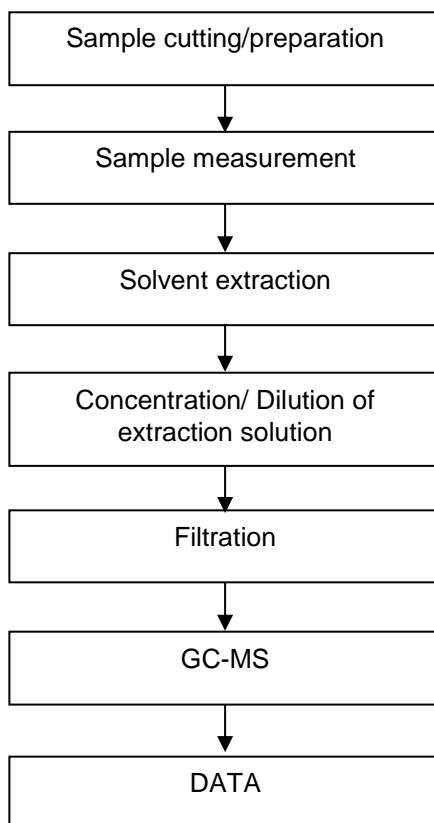 Sample cutting/preparation
Sample measurement
Solvent extraction
Concentration/ Dilution of
extraction solution
Filtration
GC-MS
DATA